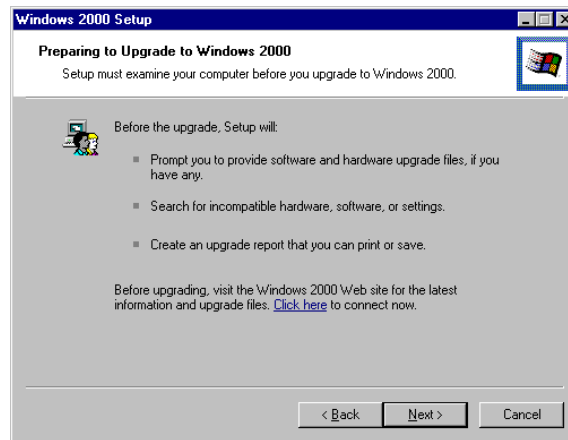 Windows 2000 Setup
Preparing to Upgrade to Windows 2000
Setup must examine your computer before you upgrade to Windows 2000.
Before the upgrade, Setup will:
Prompt you to provide software and hardware upgrade files, if you
have any.
Search for incompatible hardware, software, or settings.
Create an upgrade report that you can print or save.
Before upgrading, visit the Windows 2000 Web site for the latest
information and upgrade files. Click here to connect now.
< Back Next > Cancel